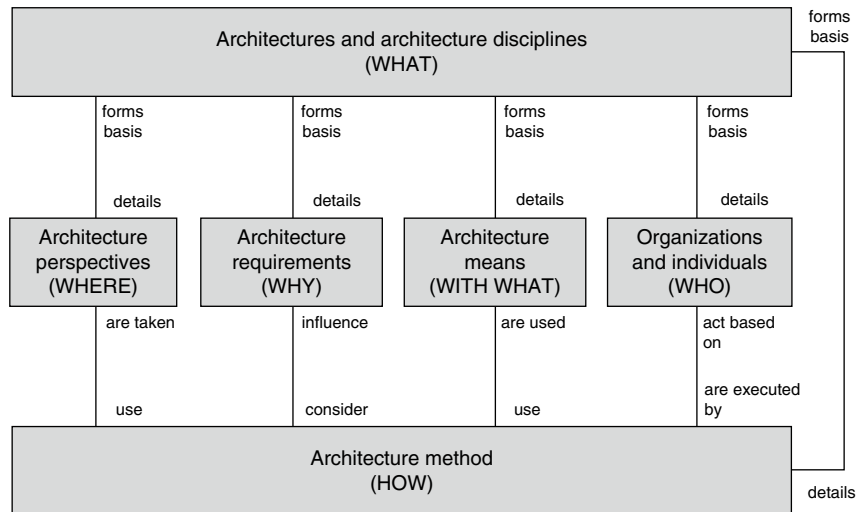 Architectures and architecture disciplines
(WHAT)
forms
basis
forms
basis
forms
basis
forms
basis
forms
basis
details
details
details
details
Architecture
perspectives
(WHERE)
Architecture
requirements
(WHY)
Architecture
means
(WITH WHAT)
Organizations
and individuals
(WHO)
are taken
influence
are used
act based
on
use
consider
use
are executed
by
Architecture method
(HOW)
details